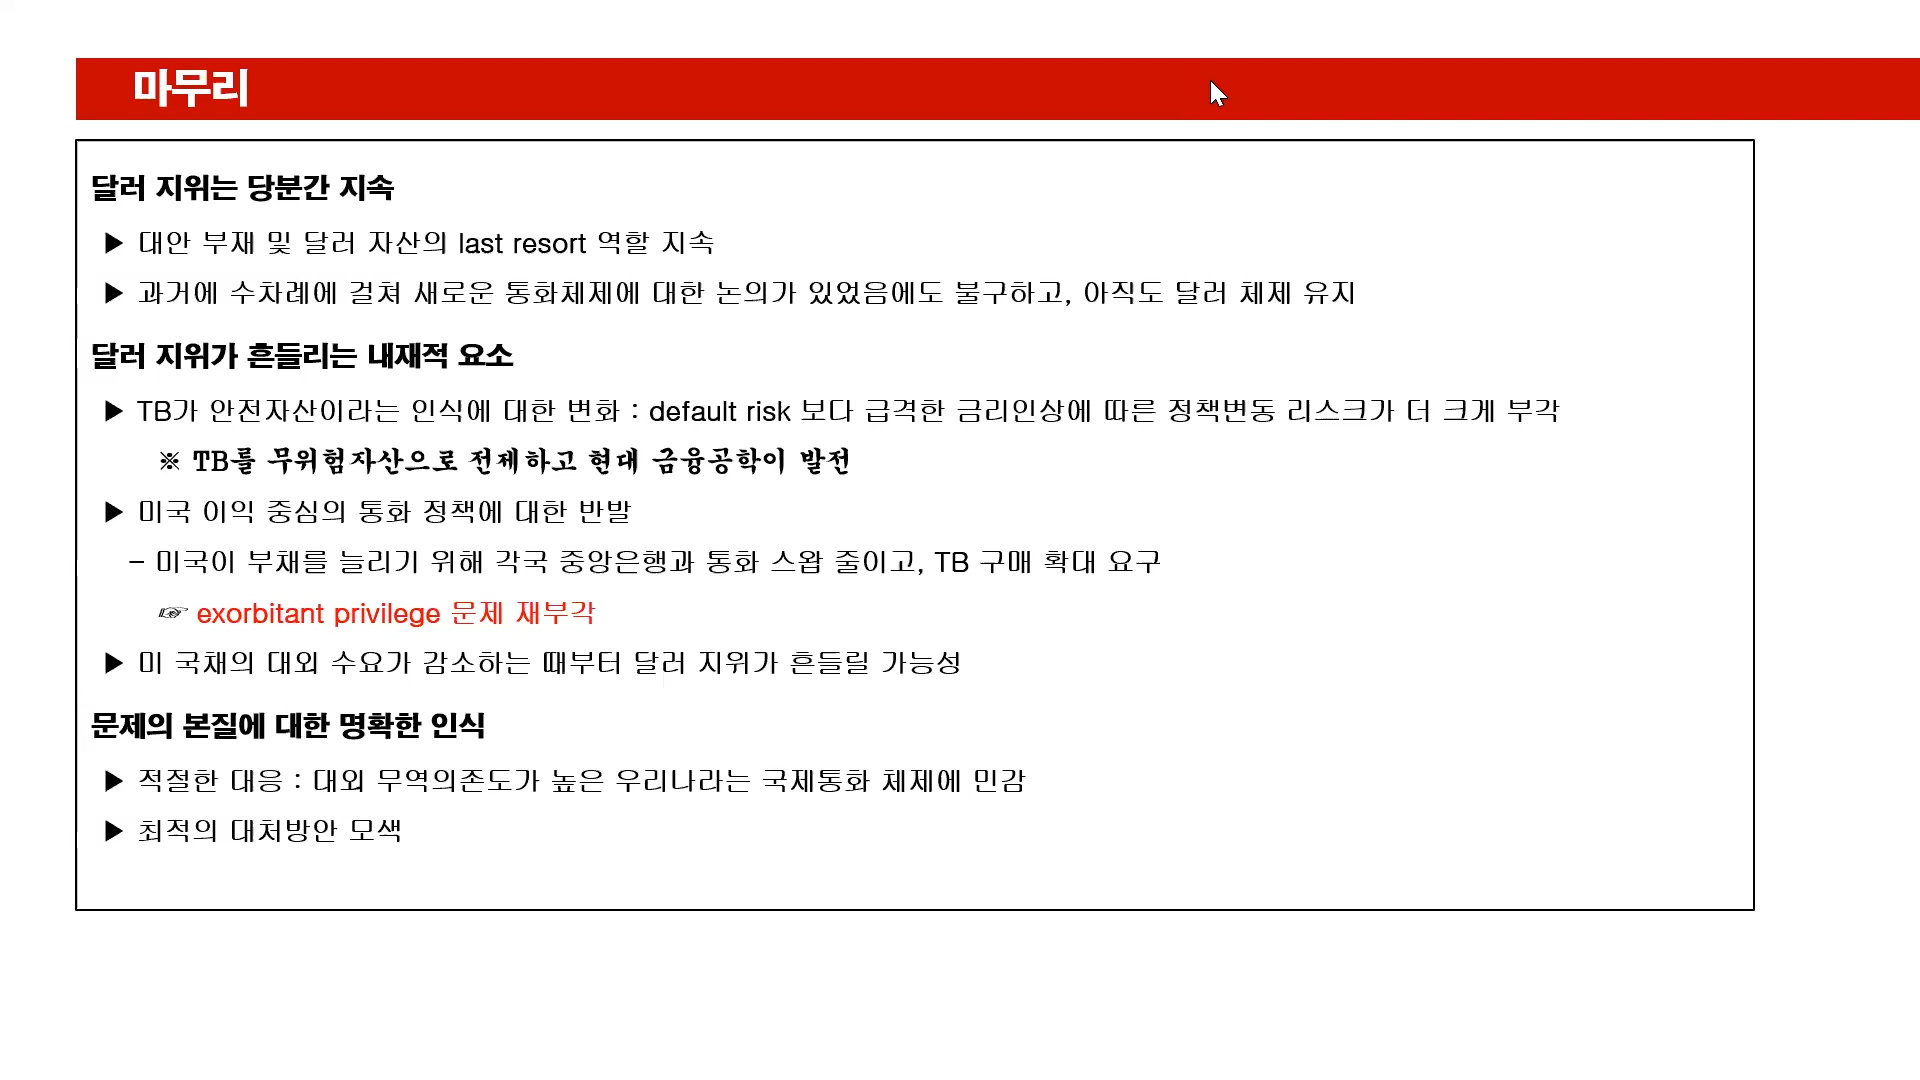 마무리
달러 지위는 당분간 지속
▶ 대안 부재 및 달러 자산의 last resort 역할 지속
▶ 과거에 수차례에 걸쳐 새로운 통화체제에 대한 논의가 있었음에도 불구하고, 아직도 달러 체제 유지
달러 지위가 흔들리는 내재적 요소
▶ TB가 안전자산이라는 인식에 대한 변화 : default risk 보다 급격한 금리인상에 따른 정책변동 리스크가 더 크게 부각
※ TB를 무위험자산으로 전제하고 현대 금융공학이 발전
▶ 미국 이익 중심의 통화 정책에 대한 반발
- 미국이 부채를 늘리기 위해 각국 중앙은행과 통화 스왑 줄이고, TB 구매 확대 요구
☞ exorbitant privilege 문제 재부각
▶ 미 국채의 대외 수요가 감소하는 때부터 달러 지위가 흔들릴 가능성
문제의 본질에 대한 명확한 인식
▶ 적절한 대응 : 대외 무역의존도가 높은 우리나라는 국제통화 체제에 민감
▶ 최적의 대처방안 모색